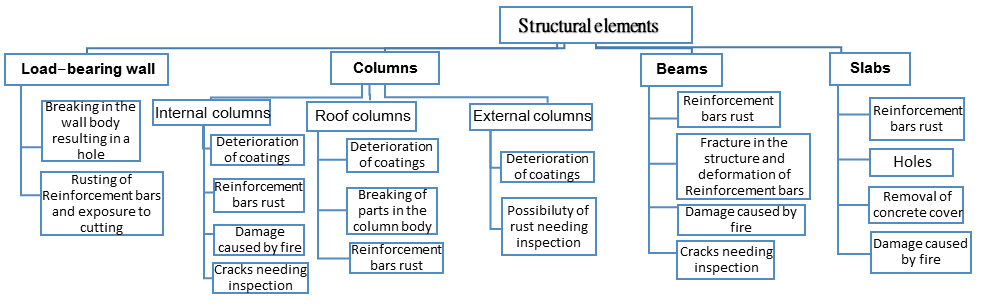 Structural elements
Load-bearing wall
Breaking in the
wall body
resulting in a
hole
Rusting of
Reinforcement bars
and exposure to
cutting
Columns
Internal columns
Deterioration
of coatings
Reinforcement
bars rust
Damage
caused by fire
Cracks needing
inspection
Roof columns
Deterioration
of coatings
Breaking of
parts in the
column body
Reinforcement
bars rust
External columns
Deterioration
of coatings
Possibiluty of
rust needing
inspection
Beams
Reinforcement
bars rust
Fracture in the
structure and
deformation of
Reinforcement bars
Damage caused by
fire
Cracks needing
inspection
Slabs
Reinforcement
bars rust
Holes
Removal of
concrete cover
Damage caused
by fire